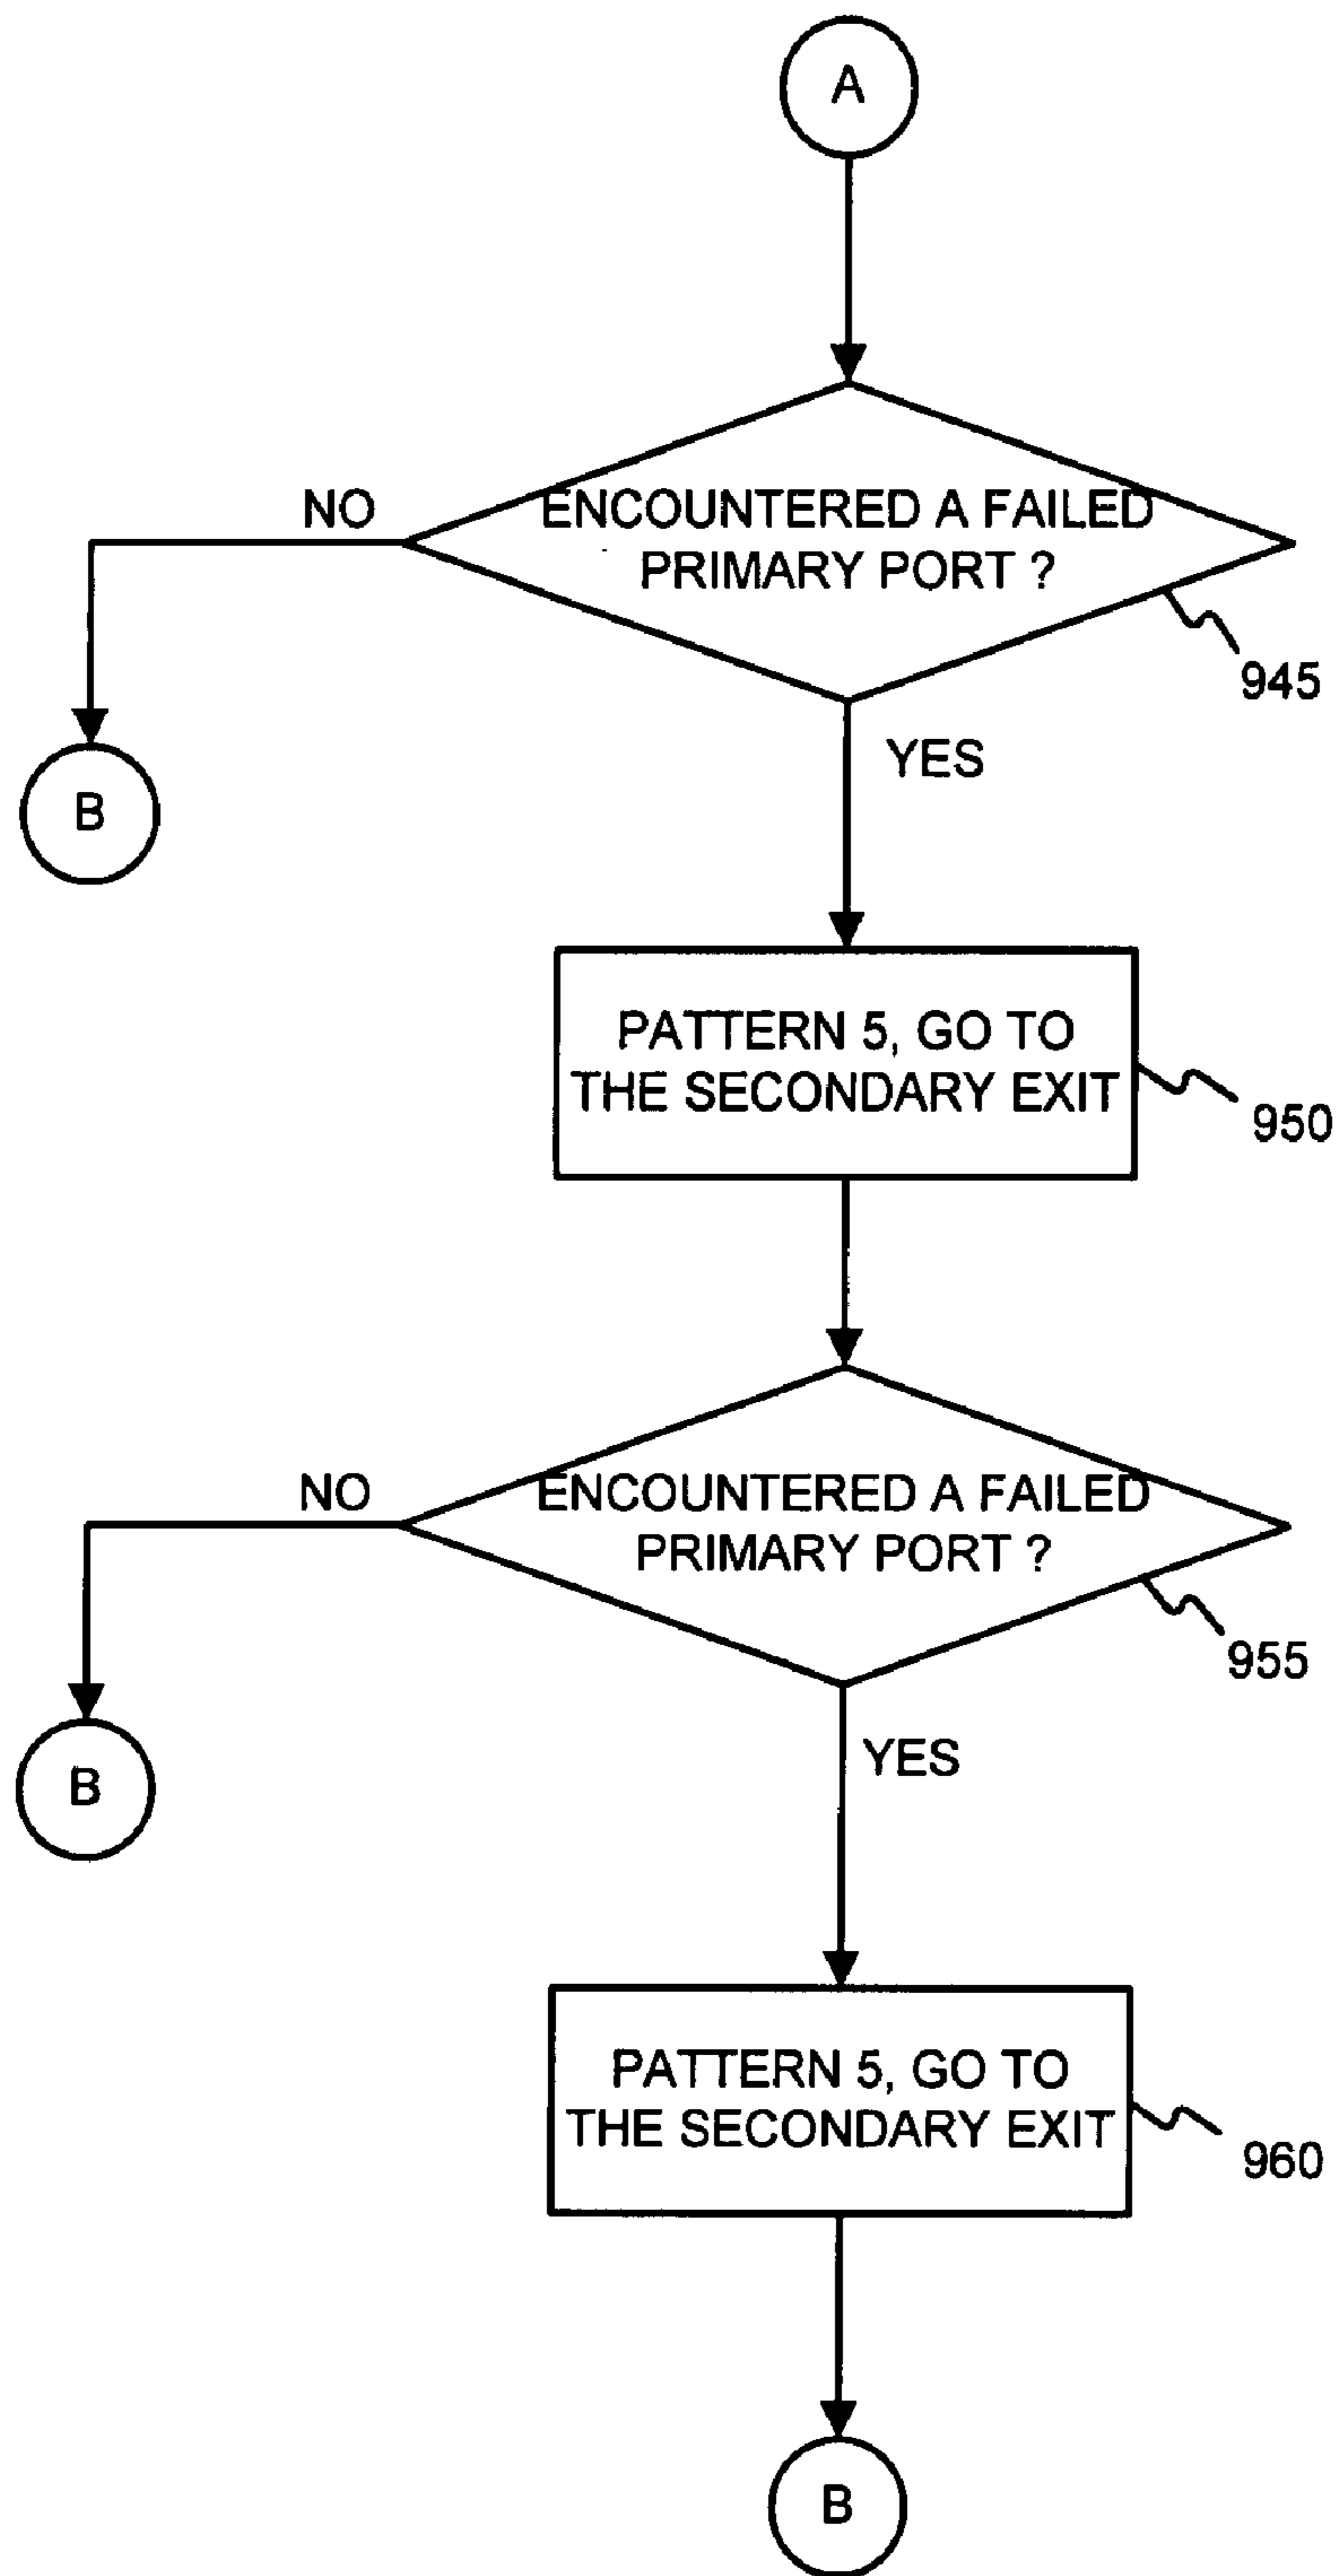 A
NO
ENCOUNTERED A FAILED
PRIMARY PORT ?
945
B
YES
PATTERN 5, GO TO
THE SECONDARY EXIT
950
NO
ENCOUNTERED A FAILED
PRIMARY PORT ?
955
B
YES
PATTERN 5, GO TO
THE SECONDARY EXIT
960
B